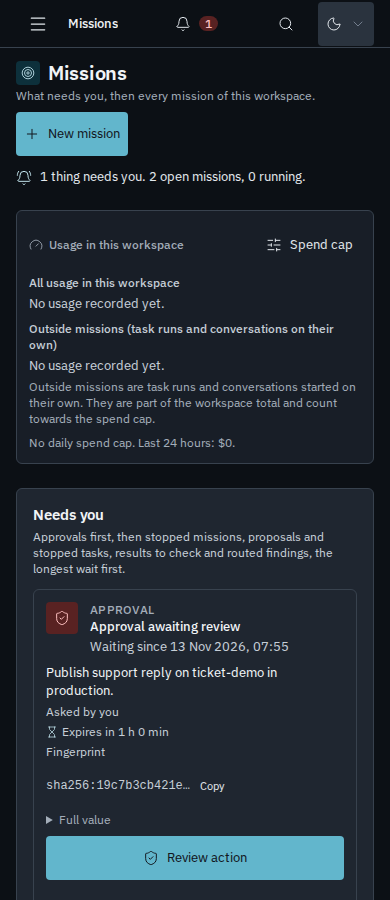 Missions
1
Missions
What needs you, then every mission of this workspace.
New mission
1 thing needs you. 2 open missions, 0 running.
Usage in this workspace
Spend cap
All usage in this workspace
No usage recorded yet.
Outside missions (task runs and conversations on their
own)
No usage recorded yet.
Outside missions are task runs and conversations started on
their own. They are part of the workspace total and count
towards the spend cap.
No daily spend cap. Last 24 hours: $0.
Needs you
Approvals first, then stopped missions, proposals and
stopped tasks, results to check and routed findings, the
longest wait first.
APPROVAL
Approval awaiting review
Waiting since 13 Nov 2026, 07:55
Publish support reply on ticket-demo in
production.
Asked by you
Expires in 1 h 0 min
Fingerprint
sha256:19c7b3cb421e… Copy
Full value
Review action